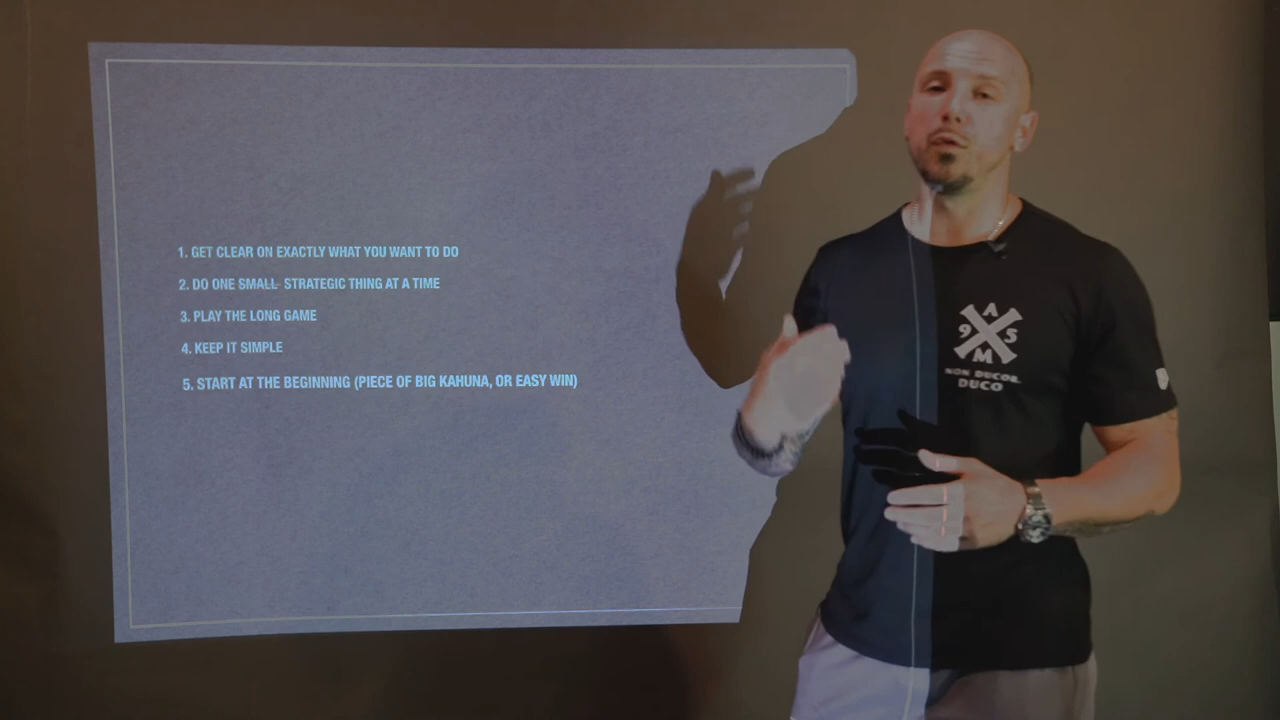 1. GET CLEAR ON EXACTLY WHAT YOU WANT TO DO
2. DO ONE SMALL STRATEGIC THING AT A TIME
3. PLAY THE LONG GAME
4. KEEP IT SIMPLE
5. START AT THE BEGINNING (PIECE OF BIG KAHUNA, OR EASY WIN)
A
9 5
M
NON DUCOR
DUCO